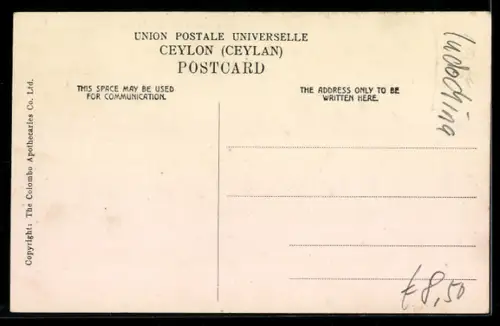 UNION POSTALE UNIVERSELLE
CEYLON (CEYLAN)
POSTCARD
THIS SPACE MAY BE USED
FOR COMMUNICATION.
THE ADDRESS ONLY TO BE
WRITTEN HERE.
Copyright: The Colombo Apothecaries Co. Ltd.
Indochina
£8,50